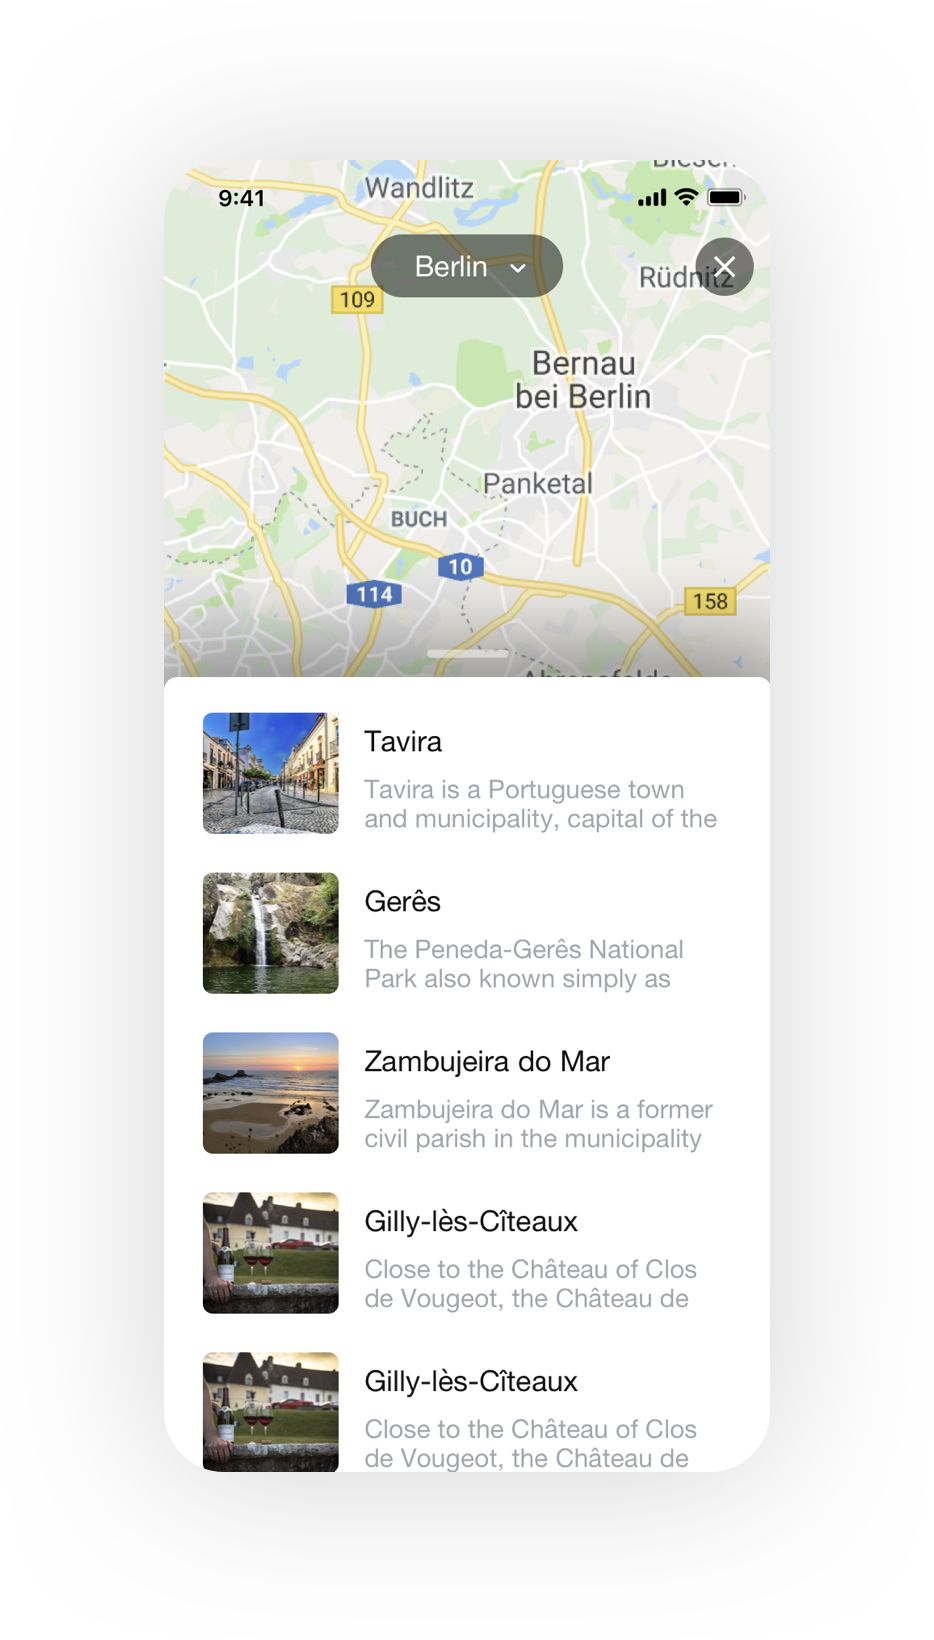 Wandlitz
9:41
Berlin
Rüdnitz
109
Bernau
bei Berlin
Panketal
BUCH
10
114
158
Tavira
Tavira is a Portuguese town
and municipality, capital of the
Gerês
The Peneda-Gerês National
Park also known simply as
Zambujeira do Mar
Zambujeira do Mar is a former
civil parish in the municipality
Gilly-lès-Cîteaux
Close to the Château of Clos
de Vougeot, the Château de
Gilly-lès-Cîteaux
Close to the Château of Clos
de Vougeot, the Château de